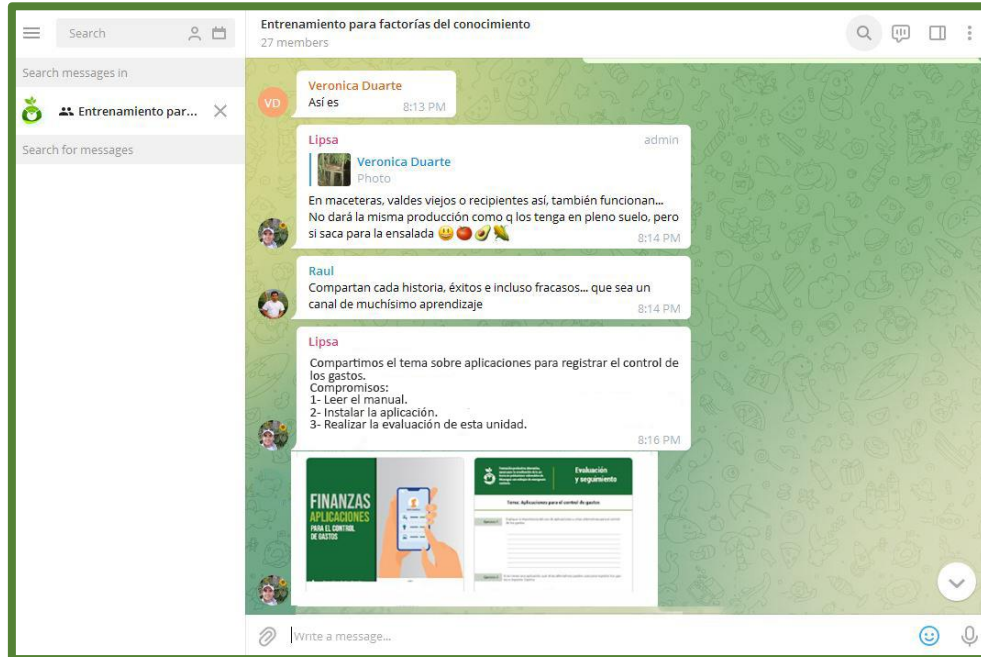 Search
Entrenamiento para factorías del conocimiento
27 members
Search messages in
Entrenamiento par...
Search for messages
VD
Veronica Duarte
Así es
8:13 PM
Lipsa
admin
Veronica Duarte
Photo
En maceteras, valdes viejos o recipientes así, también funcionan...
No dará la misma producción como q los tenga en pleno suelo, pero
si saca para la ensalada
8:14 PM
Raul
Compartan cada historia, éxitos e incluso fracasos... que sea un
canal de muchísimo aprendizaje
8:14 PM
Lipsa
Compartimos el tema sobre aplicaciones para registrar el control de
los gastos.
Compromisos:
1- Leer el manual.
2- Instalar la aplicación.
3- Realizar la evaluación de esta unidad.
8:16 PM
FINANZAS
APLICACIONES
PARA EL CONTROL
DE GASTOS
Evaluación
y seguimiento
Tema: Aplicaciones para el control de gastos
Write a message...